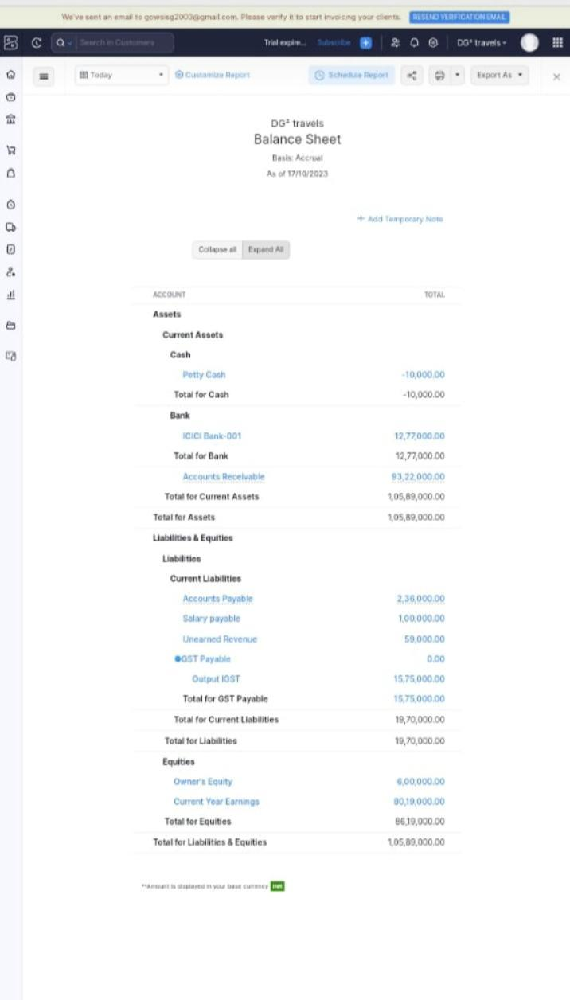 We've sent an email to gowsisg2003@gmail.com. Please verify it to start invoicing your clients. RESEND VERIFICATION EMAIL
Search in Customers Trial expire... Subscribe DG² travels
Today Customize Report Schedule Report Export As
DG² travels
Balance Sheet
Basis: Accrual
As of 17/10/2023
+ Add Temporary Note
Collapse all Expand All
ACCOUNT TOTAL
Assets
Current Assets
Cash
Petty Cash -10,000.00
Total for Cash -10,000.00
Bank
ICICI Bank-001 12,77,000.00
Total for Bank 12,77,000.00
Accounts Receivable 93,22,000.00
Total for Current Assets 1,05,89,000.00
Total for Assets 1,05,89,000.00
Liabilities & Equities
Liabilities
Current Liabilities
Accounts Payable 2,36,000.00
Salary payable 1,00,000.00
Unearned Revenue 59,000.00
GST Payable 0.00
Output IGST 15,75,000.00
Total for GST Payable 15,75,000.00
Total for Current Liabilities 19,70,000.00
Total for Liabilities 19,70,000.00
Equities
Owner's Equity 6,00,000.00
Current Year Earnings 80,19,000.00
Total for Equities 86,19,000.00
Total for Liabilities & Equities 1,05,89,000.00
**Amount is displayed in your base currency INR